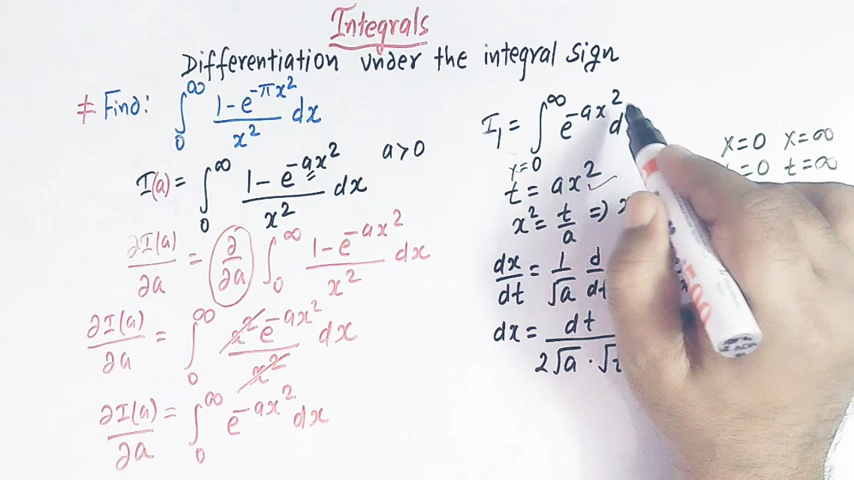 Integrals
Differentiation under the integral sign
≠ Find: ∫₀^∞ (1-e^(-πx²))/x² dx
I(a) = ∫₀^∞ (1-e^(-ax²))/x² dx a>0
∂I(a)/∂a = ∂/∂a ∫₀^∞ (1-e^(-ax²))/x² dx
∂I(a)/∂a = ∫₀^∞ (x² e^(-ax²))/x² dx
∂I(a)/∂a = ∫₀^∞ e^(-ax²) dx
I₁ = ∫_(x=0)^∞ e^(-ax²) d
t = ax² ✓
x² = t/a ⇒ x
dx/dt = 1/√a d/dt
dx = dt/(2√a · √t
x=0 x=∞
t=0 t=∞